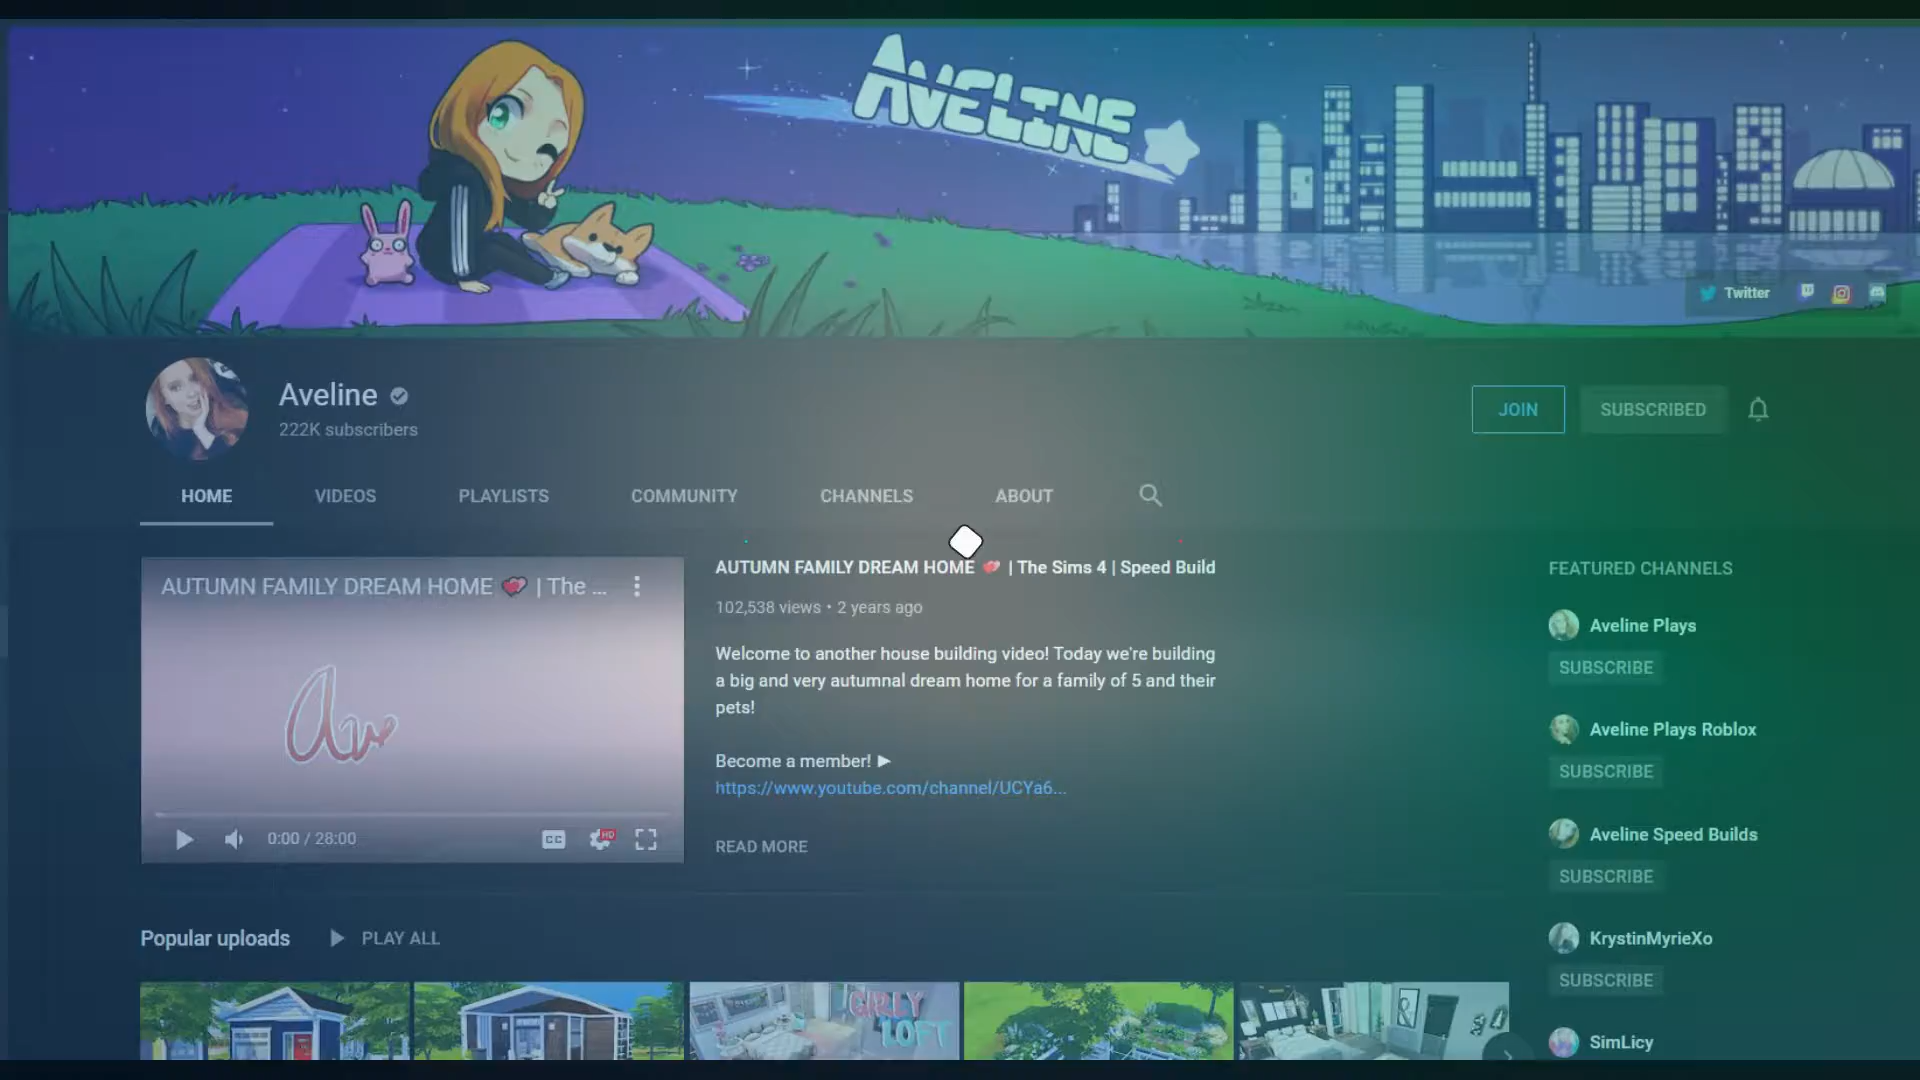 AVELINE
Twitter
Aveline
222K subscribers
JOIN
SUBSCRIBED
HOME
VIDEOS
PLAYLISTS
COMMUNITY
CHANNELS
ABOUT
AUTUMN FAMILY DREAM HOME 💕 | The ...
Av
0:00 / 28:00
CC
HD
AUTUMN FAMILY DREAM HOME 💕 | The Sims 4 | Speed Build
102,538 views • 2 years ago
Welcome to another house building video! Today we're building
a big and very autumnal dream home for a family of 5 and their
pets!
Become a member! ▶
https://www.youtube.com/channel/UCYa6...
READ MORE
FEATURED CHANNELS
Aveline Plays
SUBSCRIBE
Aveline Plays Roblox
SUBSCRIBE
Aveline Speed Builds
SUBSCRIBE
KrystinMyrieXo
SUBSCRIBE
SimLicy
Popular uploads
PLAY ALL
GIRLY
LOFT